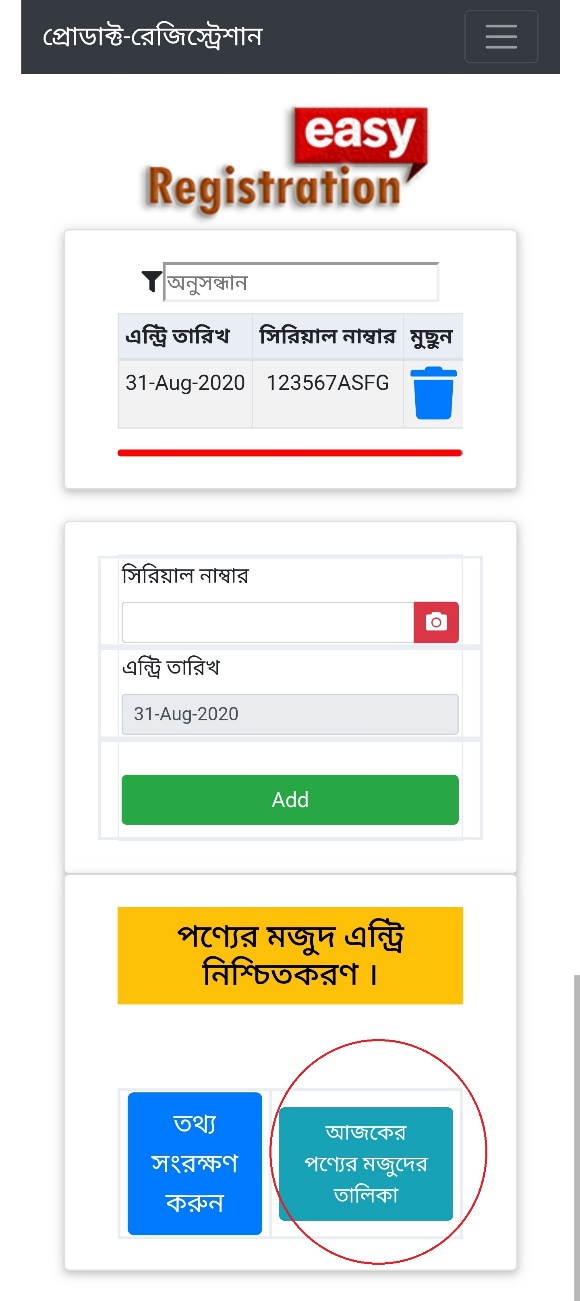 প্রোডাক্ট-রেজিস্ট্রেশান
easy
Registration
অনুসন্ধান
এন্ট্রি তারিখ সিরিয়াল নাম্বার মুছুন
31-Aug-2020 123567ASFG
সিরিয়াল নাম্বার
এন্ট্রি তারিখ
31-Aug-2020
Add
পণ্যের মজুদ এন্ট্রি
নিশ্চিতকরণ ।
তথ্য
সংরক্ষণ
করুন
আজকের
পণ্যের মজুদের
তালিকা